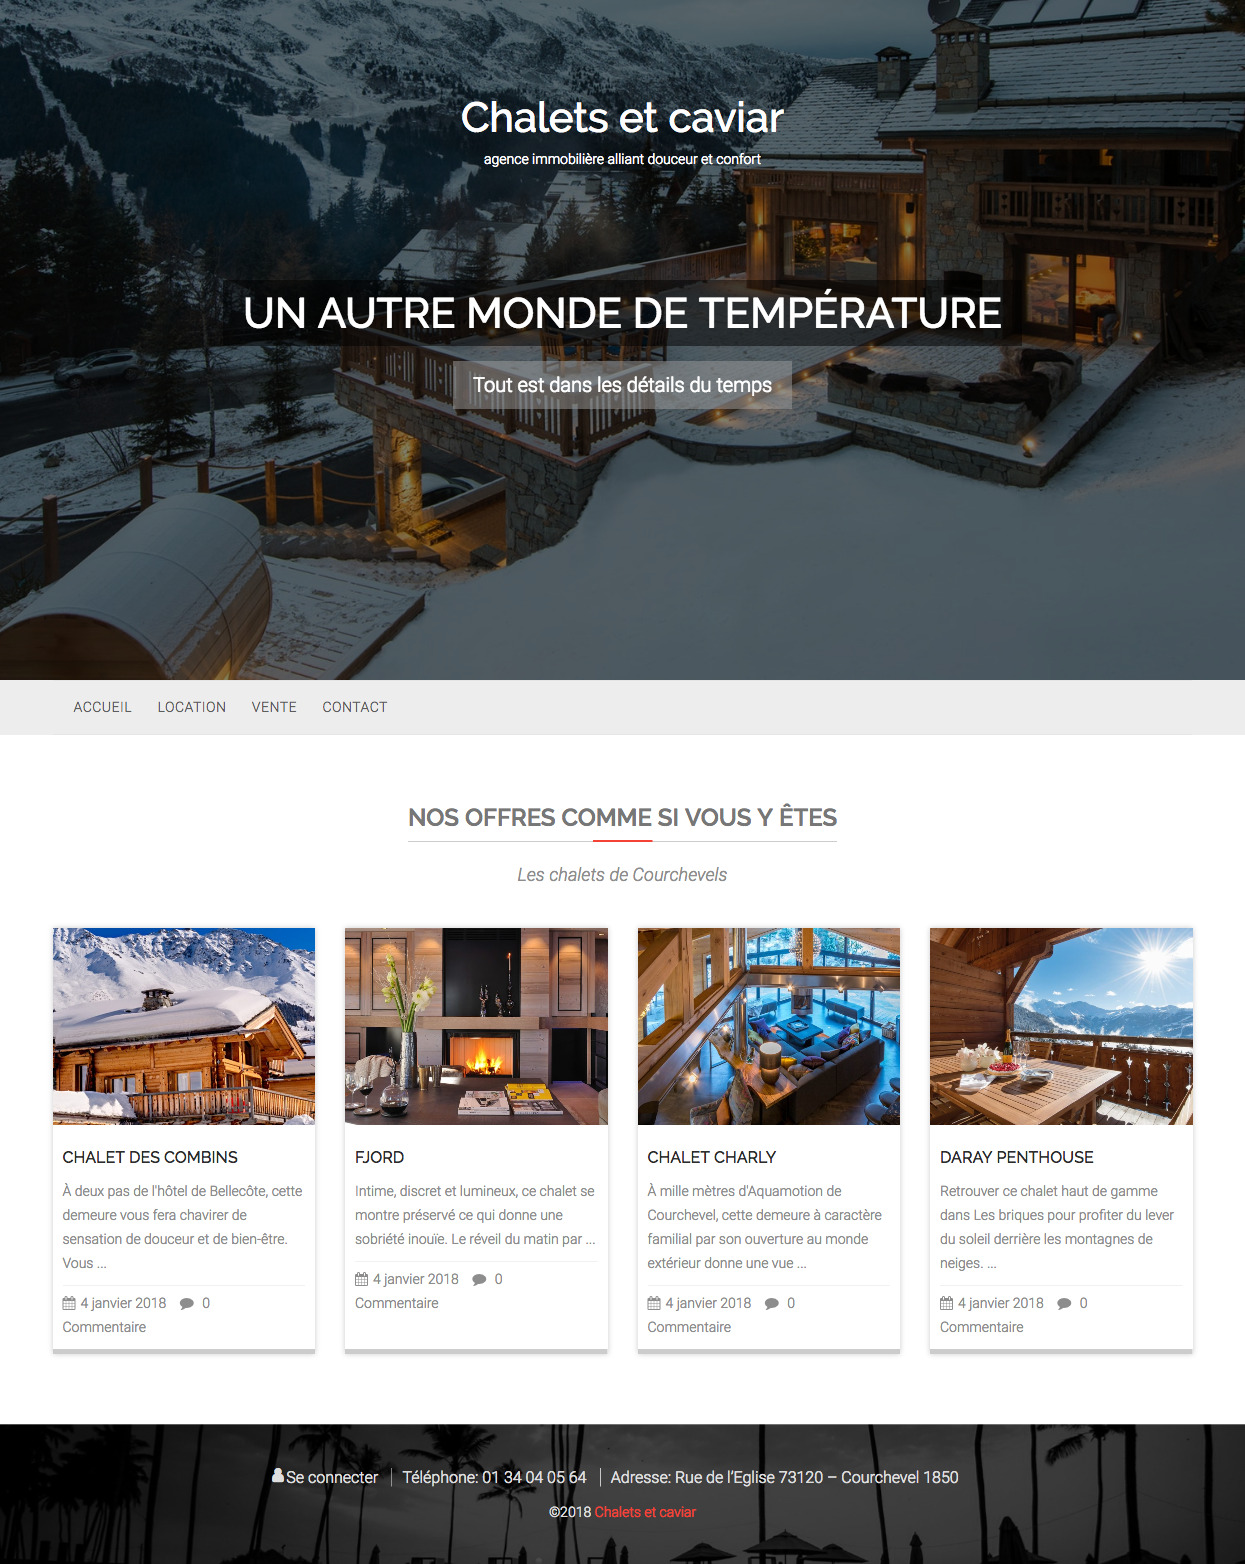 Chalets et caviar
agence immobilière alliant douceur et confort
UN AUTRE MONDE DE TEMPÉRATURE
Tout est dans les détails du temps
ACCUEIL LOCATION VENTE CONTACT
NOS OFFRES COMME SI VOUS Y ÊTES
Les chalets de Courchevels
CHALET DES COMBINS
À deux pas de l'hôtel de Bellecôte, cette
demeure vous fera chavirer de
sensation de douceur et de bien-être.
Vous ...
4 janvier 2018 0
Commentaire
FJORD
Intime, discret et lumineux, ce chalet se
montre préservé ce qui donne une
sobriété inouïe. Le réveil du matin par ...
4 janvier 2018 0
Commentaire
CHALET CHARLY
À mille mètres d'Aquamotion de
Courchevel, cette demeure à caractère
familial par son ouverture au monde
extérieur donne une vue ...
4 janvier 2018 0
Commentaire
DARAY PENTHOUSE
Retrouver ce chalet haut de gamme
dans Les briques pour profiter du lever
du soleil derrière les montagnes de
neiges. ...
4 janvier 2018 0
Commentaire
Se connecter Téléphone: 01 34 04 05 64 Adresse: Rue de l’Eglise 73120 – Courchevel 1850
©2018 Chalets et caviar